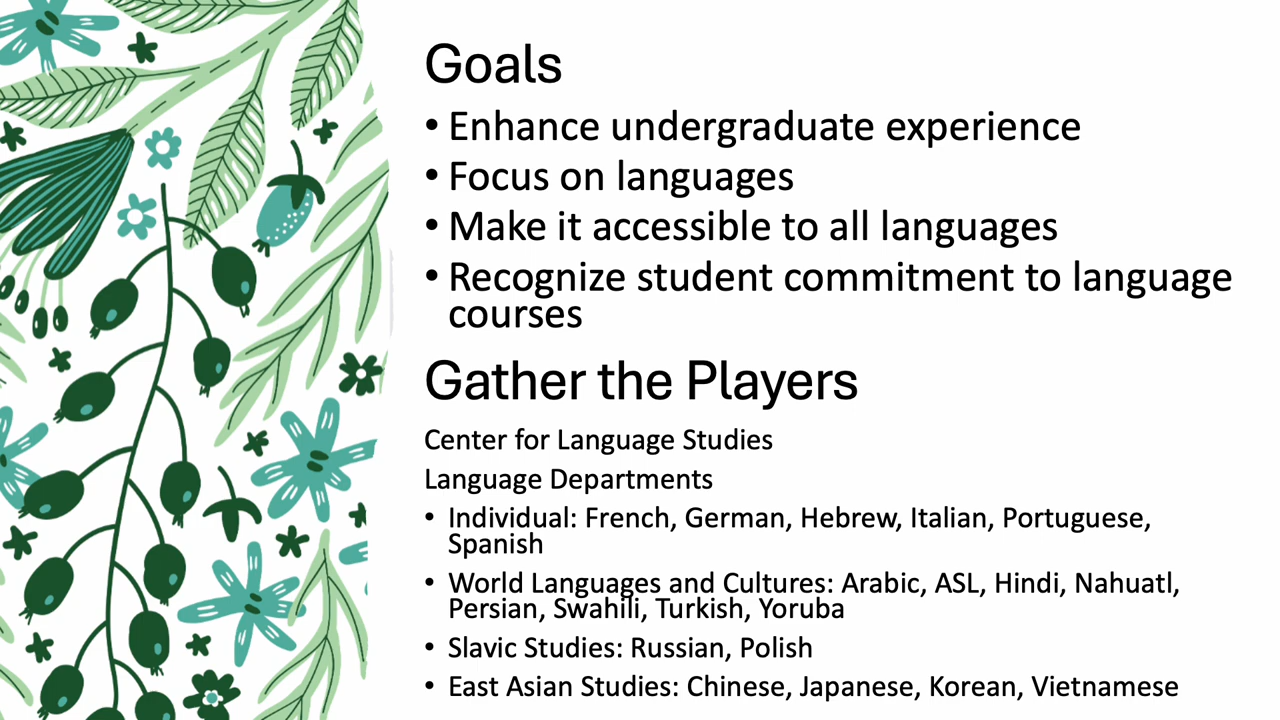 Goals
• Enhance undergraduate experience
• Focus on languages
• Make it accessible to all languages
• Recognize student commitment to language
courses
Gather the Players
Center for Language Studies
Language Departments
• Individual: French, German, Hebrew, Italian, Portuguese,
Spanish
• World Languages and Cultures: Arabic, ASL, Hindi, Nahuatl,
Persian, Swahili, Turkish, Yoruba
• Slavic Studies: Russian, Polish
• East Asian Studies: Chinese, Japanese, Korean, Vietnamese